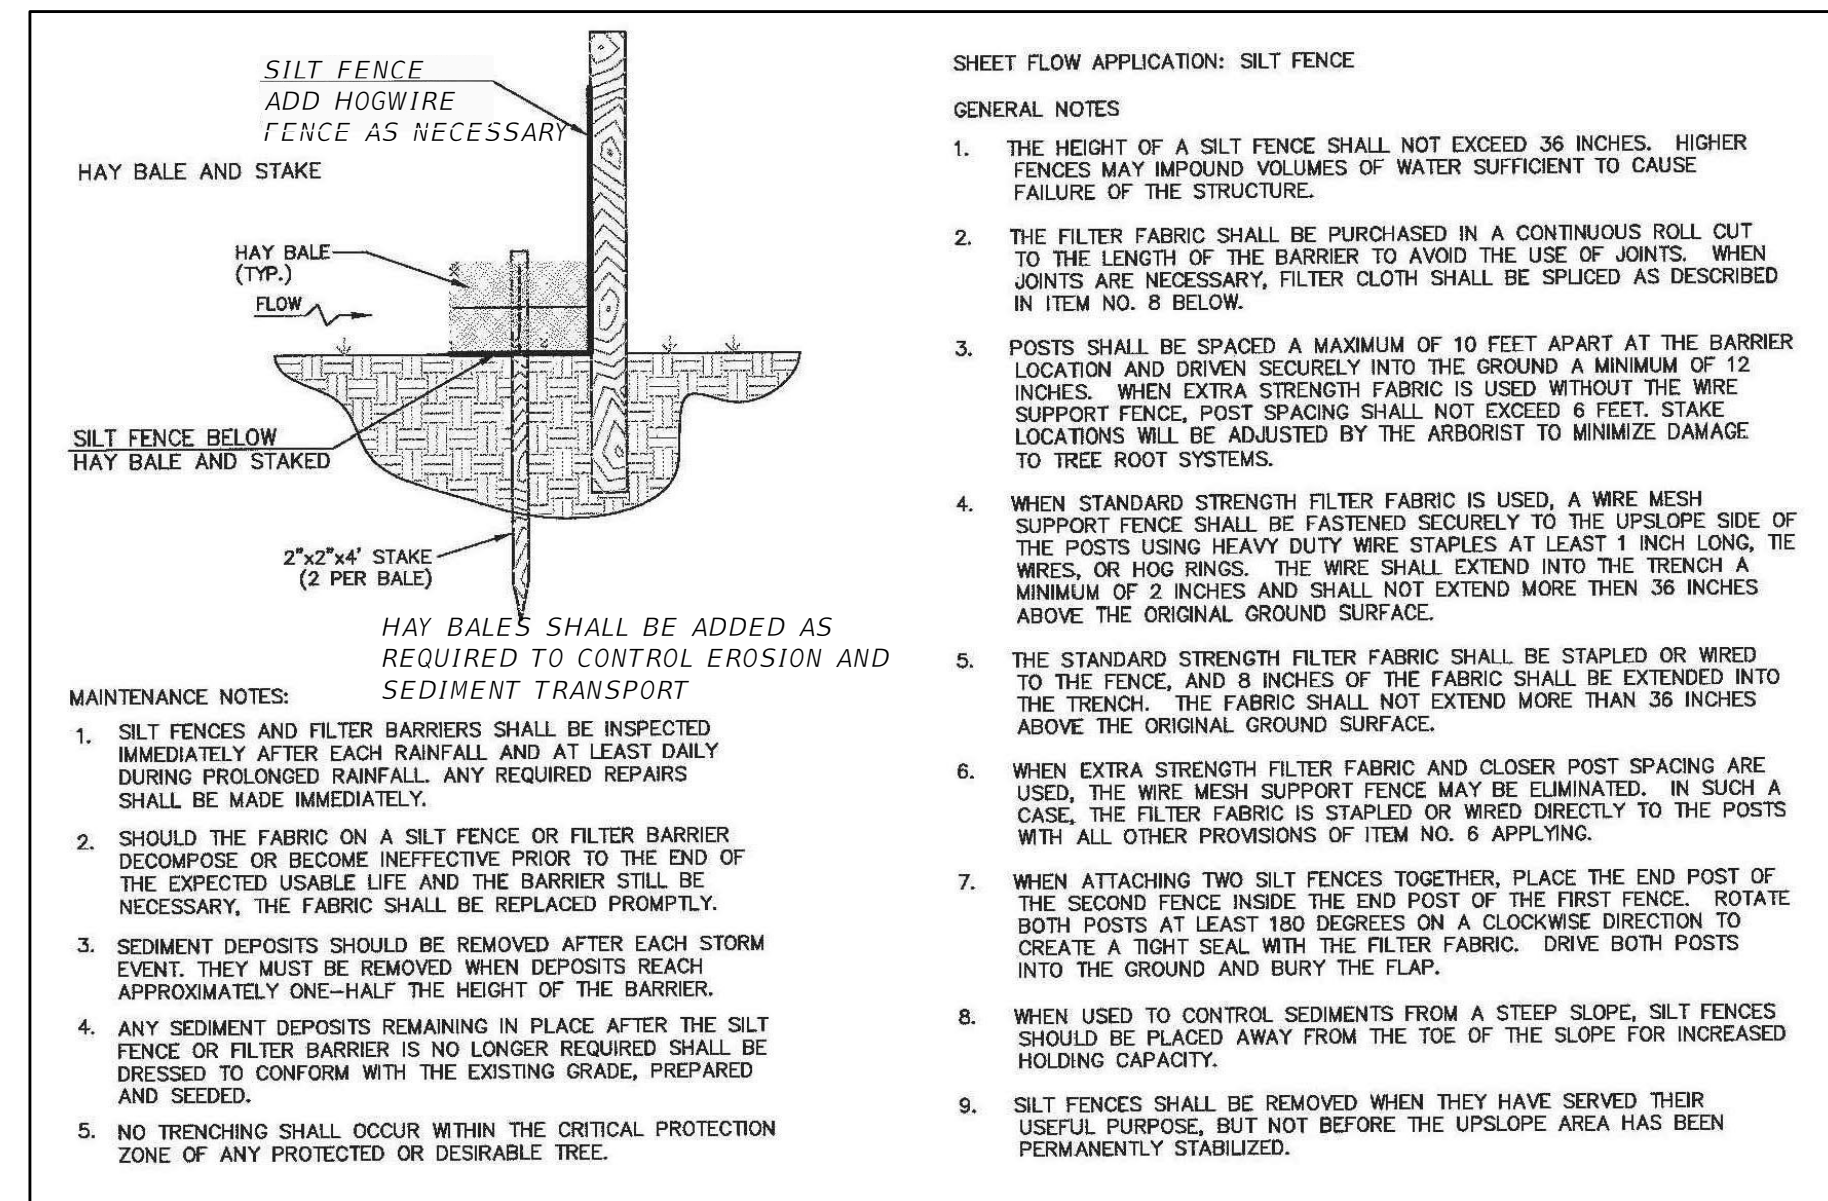 SILT FENCE
ADD HOGWIRE
FENCE AS NECESSARY
HAY BALE AND STAKE
HAY BALE
(TYP.)
FLOW
SILT FENCE BELOW
HAY BALE AND STAKED
2"x2"x4' STAKE
(2 PER BALE)
HAY BALES SHALL BE ADDED AS
REQUIRED TO CONTROL EROSION AND
SEDIMENT TRANSPORT
MAINTENANCE NOTES:
1. SILT FENCES AND FILTER BARRIERS SHALL BE INSPECTED
IMMEDIATELY AFTER EACH RAINFALL AND AT LEAST DAILY
DURING PROLONGED RAINFALL. ANY REQUIRED REPAIRS
SHALL BE MADE IMMEDIATELY.
2. SHOULD THE FABRIC ON A SILT FENCE OR FILTER BARRIER
DECOMPOSE OR BECOME INEFFECTIVE PRIOR TO THE END OF
THE EXPECTED USABLE LIFE AND THE BARRIER STILL BE
NECESSARY, THE FABRIC SHALL BE REPLACED PROMPTLY.
3. SEDIMENT DEPOSITS SHOULD BE REMOVED AFTER EACH STORM
EVENT. THEY MUST BE REMOVED WHEN DEPOSITS REACH
APPROXIMATELY ONE-HALF THE HEIGHT OF THE BARRIER.
4. ANY SEDIMENT DEPOSITS REMAINING IN PLACE AFTER THE SILT
FENCE OR FILTER BARRIER IS NO LONGER REQUIRED SHALL BE
DRESSED TO CONFORM WITH THE EXISTING GRADE, PREPARED
AND SEEDED.
5. NO TRENCHING SHALL OCCUR WITHIN THE CRITICAL PROTECTION
ZONE OF ANY PROTECTED OR DESIRABLE TREE.
SHEET FLOW APPLICATION: SILT FENCE
GENERAL NOTES
1. THE HEIGHT OF A SILT FENCE SHALL NOT EXCEED 36 INCHES. HIGHER
FENCES MAY IMPOUND VOLUMES OF WATER SUFFICIENT TO CAUSE
FAILURE OF THE STRUCTURE.
2. THE FILTER FABRIC SHALL BE PURCHASED IN A CONTINUOUS ROLL CUT
TO THE LENGTH OF THE BARRIER TO AVOID THE USE OF JOINTS. WHEN
JOINTS ARE NECESSARY, FILTER CLOTH SHALL BE SPLICED AS DESCRIBED
IN ITEM NO. 8 BELOW.
3. POSTS SHALL BE SPACED A MAXIMUM OF 10 FEET APART AT THE BARRIER
LOCATION AND DRIVEN SECURELY INTO THE GROUND A MINIMUM OF 12
INCHES. WHEN EXTRA STRENGTH FABRIC IS USED WITHOUT THE WIRE
SUPPORT FENCE, POST SPACING SHALL NOT EXCEED 6 FEET. STAKE
LOCATIONS WILL BE ADJUSTED BY THE ARBORIST TO MINIMIZE DAMAGE
TO TREE ROOT SYSTEMS.
4. WHEN STANDARD STRENGTH FILTER FABRIC IS USED, A WIRE MESH
SUPPORT FENCE SHALL BE FASTENED SECURELY TO THE UPSLOPE SIDE OF
THE POSTS USING HEAVY DUTY WIRE STAPLES AT LEAST 1 INCH LONG, TIE
WIRES, OR HOG RINGS. THE WIRE SHALL EXTEND INTO THE TRENCH A
MINIMUM OF 2 INCHES AND SHALL NOT EXTEND MORE THEN 36 INCHES
ABOVE THE ORIGINAL GROUND SURFACE.
5. THE STANDARD STRENGTH FILTER FABRIC SHALL BE STAPLED OR WIRED
TO THE FENCE, AND 8 INCHES OF THE FABRIC SHALL BE EXTENDED INTO
THE TRENCH. THE FABRIC SHALL NOT EXTEND MORE THAN 36 INCHES
ABOVE THE ORIGINAL GROUND SURFACE.
6. WHEN EXTRA STRENGTH FILTER FABRIC AND CLOSER POST SPACING ARE
USED, THE WIRE MESH SUPPORT FENCE MAY BE ELIMINATED. IN SUCH A
CASE, THE FILTER FABRIC IS STAPLED OR WIRED DIRECTLY TO THE POSTS
WITH ALL OTHER PROVISIONS OF ITEM NO. 6 APPLYING.
7. WHEN ATTACHING TWO SILT FENCES TOGETHER, PLACE THE END POST OF
THE SECOND FENCE INSIDE THE END POST OF THE FIRST FENCE. ROTATE
BOTH POSTS AT LEAST 180 DEGREES ON A CLOCKWISE DIRECTION TO
CREATE A TIGHT SEAL WITH THE FILTER FABRIC. DRIVE BOTH POSTS
INTO THE GROUND AND BURY THE FLAP.
8. WHEN USED TO CONTROL SEDIMENTS FROM A STEEP SLOPE, SILT FENCES
SHOULD BE PLACED AWAY FROM THE TOE OF THE SLOPE FOR INCREASED
HOLDING CAPACITY.
9. SILT FENCES SHALL BE REMOVED WHEN THEY HAVE SERVED THEIR
USEFUL PURPOSE, BUT NOT BEFORE THE UPSLOPE AREA HAS BEEN
PERMANENTLY STABILIZED.